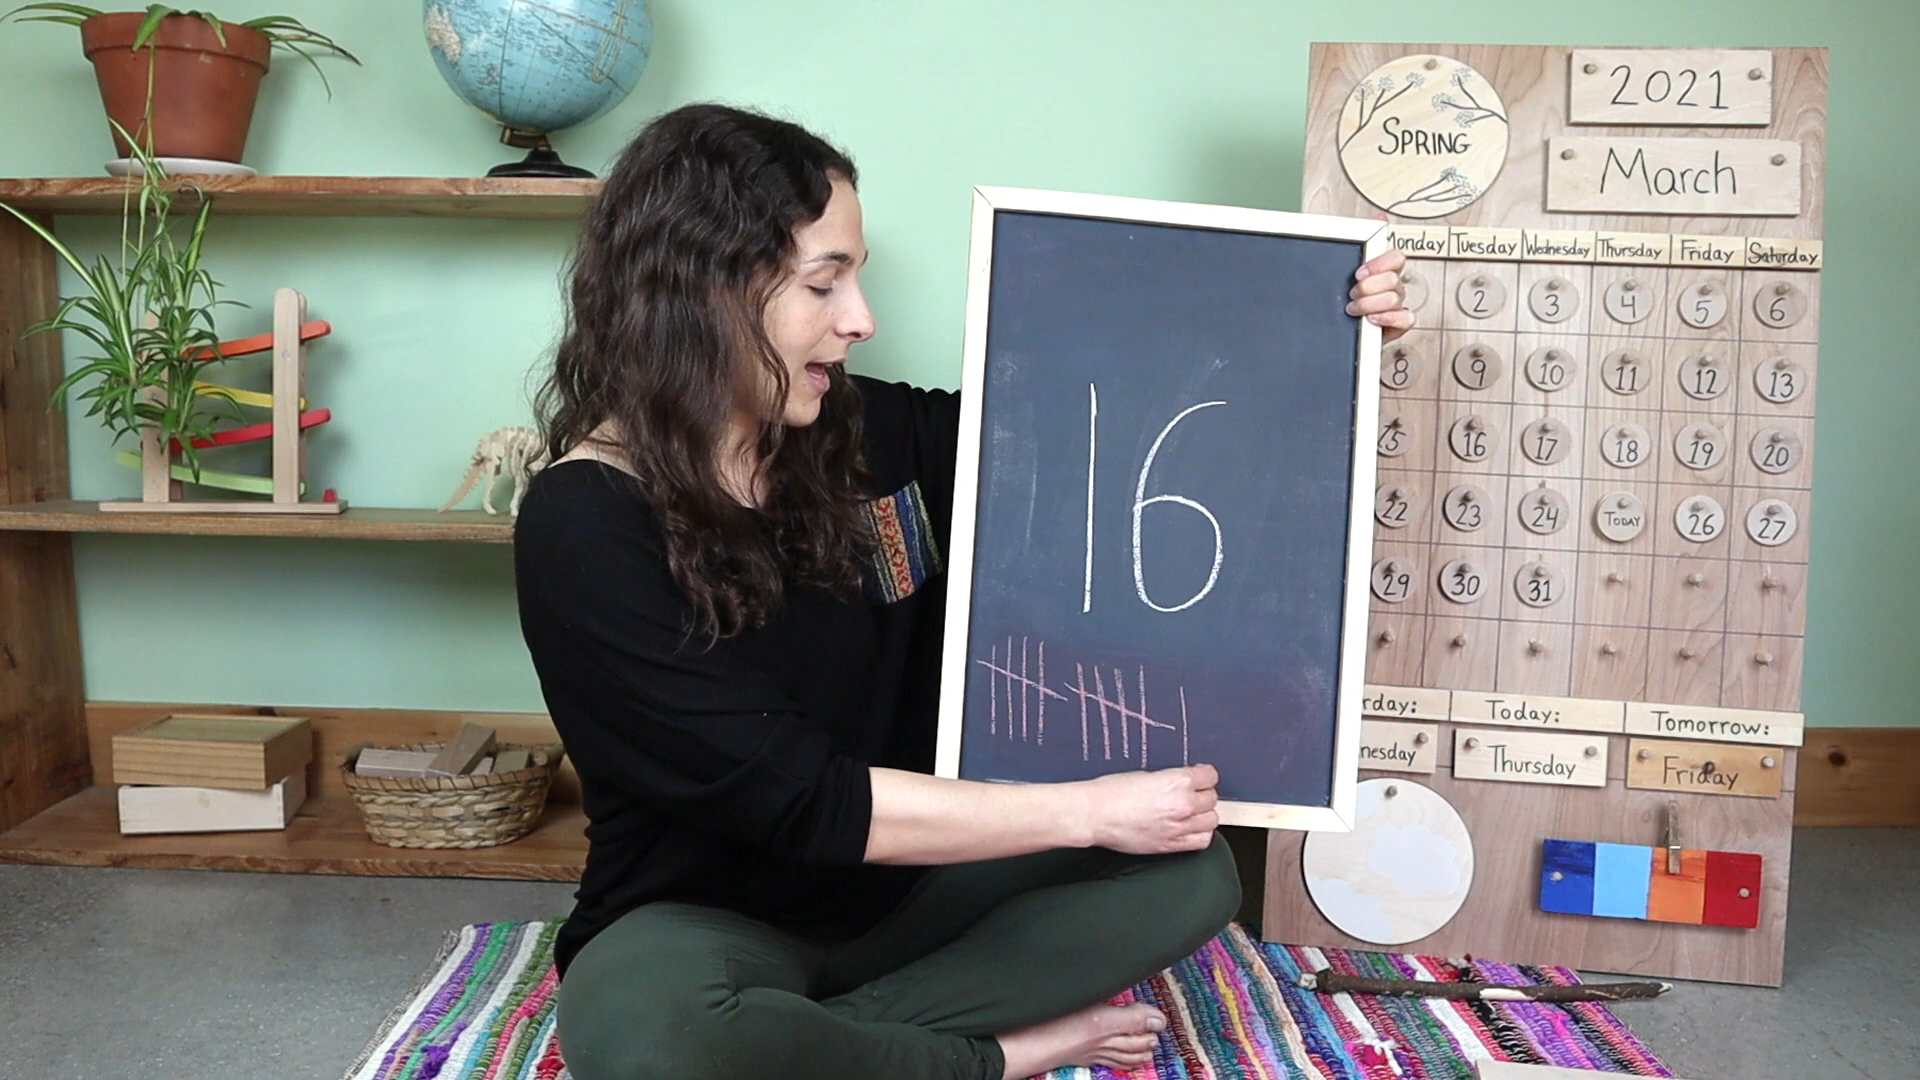 16
SPRING
2021
March
Monday Tuesday Wednesday Thursday Friday Saturday
2 3 4 5 6
8 9 10 11 12 13
15 16 17 18 19 20
22 23 24 TODAY 26 27
29 30 31
Today: Tomorrow:
Thursday Friday